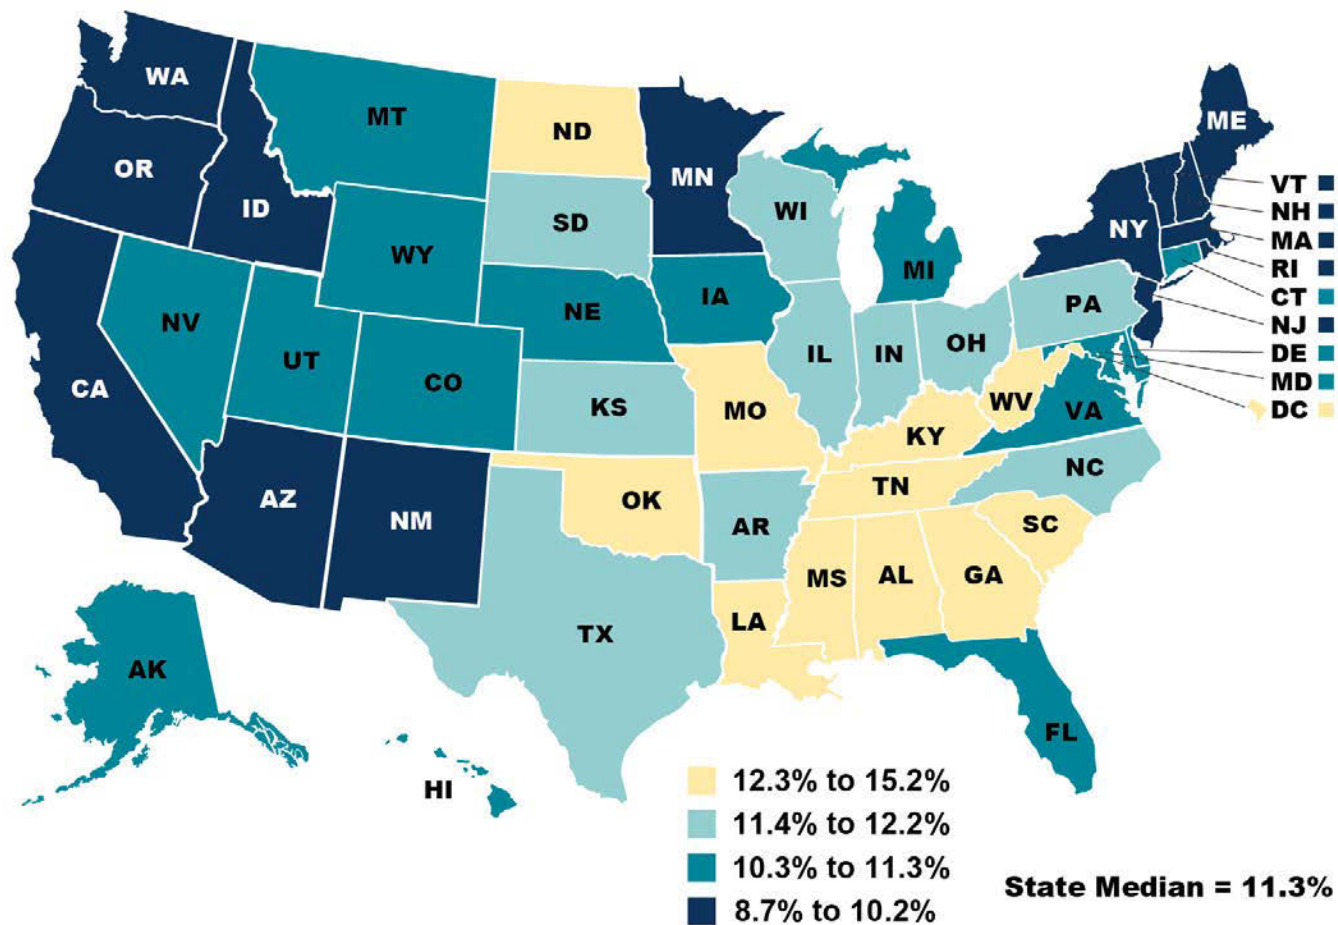 WA
MT
ND
MN
ME
OR
ID
SD
WI
VT
NH
MA
RI
CT
NJ
DE
MD
DC
NY
WY
MI
NV
NE
IA
PA
UT
CO
IL
IN
OH
CA
KS
MO
WV
VA
KY
AZ
NM
OK
AR
TN
NC
SC
MS
AL
GA
TX
LA
AK
FL
HI
12.3% to 15.2%
11.4% to 12.2%
10.3% to 11.3%
8.7% to 10.2%
State Median = 11.3%